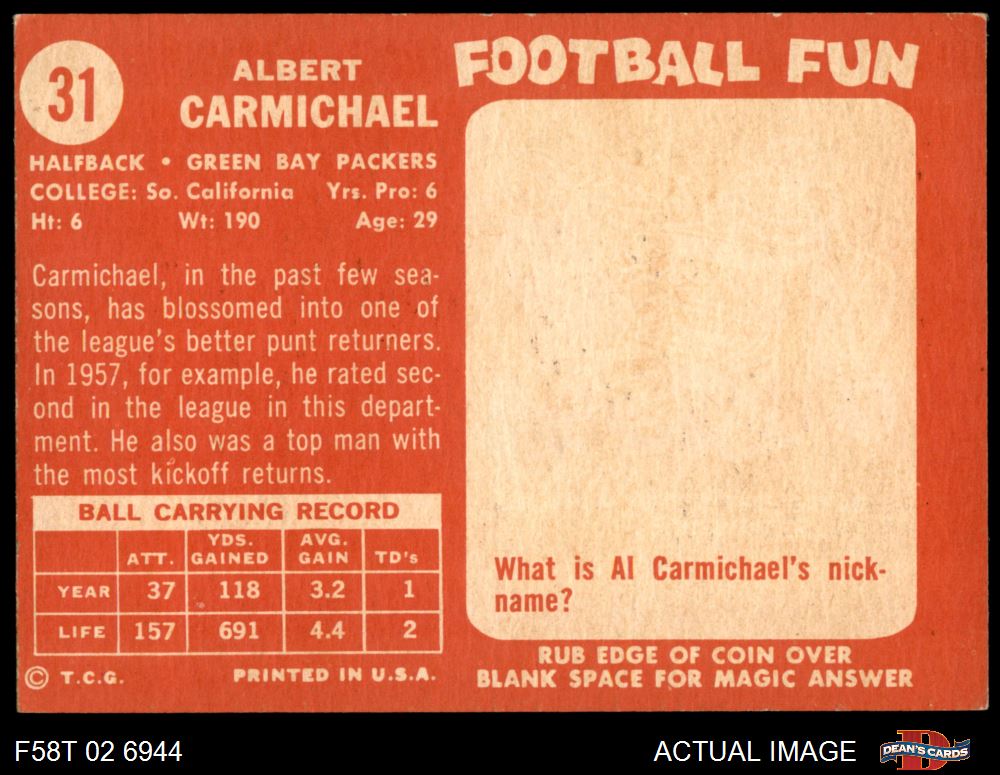 31
ALBERT
CARMICHAEL
HALFBACK • GREEN BAY PACKERS
COLLEGE: So. California Yrs. Pro: 6
Ht: 6 Wt: 190 Age: 29
Carmichael, in the past few sea-
sons, has blossomed into one of
the league's better punt returners.
In 1957, for example, he rated sec-
ond in the league in this depart-
ment. He also was a top man with
the most kickoff returns.
BALL CARRYING RECORD
ATT. YDS. GAINED AVG. GAIN TD's
YEAR 37 118 3.2 1
LIFE 157 691 4.4 2
© T.C.G. PRINTED IN U.S.A.
FOOTBALL FUN
What is Al Carmichael's nick-
name?
RUB EDGE OF COIN OVER
BLANK SPACE FOR MAGIC ANSWER
F58T 02 6944
ACTUAL IMAGE
D
DEAN'S CARDS